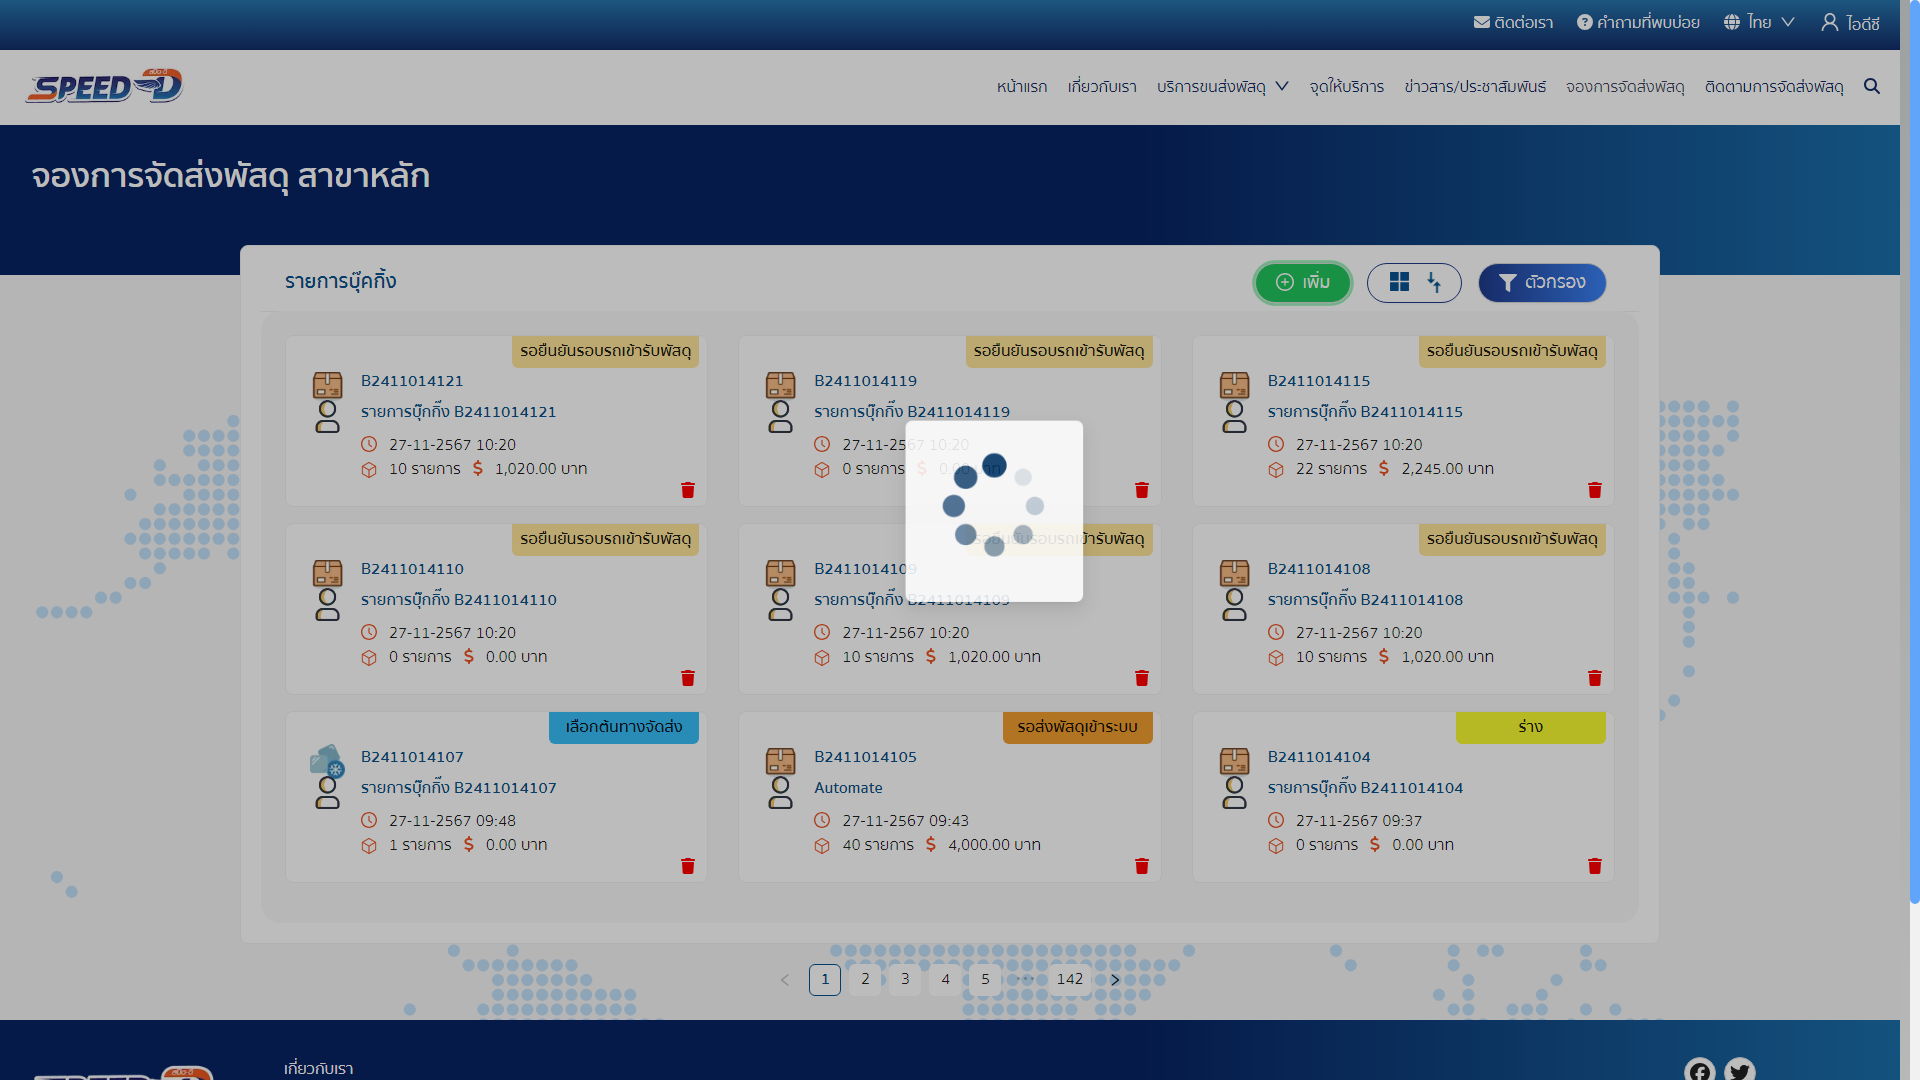 ติดต่อเรา คำถามที่พบบ่อย ไทย ไอดีซี
SPEED-D
หน้าแรก เกี่ยวกับเรา บริการขนส่งพัสดุ จุดให้บริการ ข่าวสาร/ประชาสัมพันธ์ จองการจัดส่งพัสดุ ติดตามการจัดส่งพัสดุ
จองการจัดส่งพัสดุ สาขาหลัก
รายการบุ๊คกิ้ง
เพิ่ม
ตัวกรอง
รอยืนยันรอบรถเข้ารับพัสดุ
B2411014121
รายการบุ๊กกิ๊ง B2411014121
27-11-2567 10:20
10 รายการ $ 1,020.00 บาท
รอยืนยันรอบรถเข้ารับพัสดุ
B2411014119
รายการบุ๊กกิ๊ง B2411014119
27-11-2567 10:20
0 รายการ $ 0.00 บาท
รอยืนยันรอบรถเข้ารับพัสดุ
B2411014115
รายการบุ๊กกิ๊ง B2411014115
27-11-2567 10:20
22 รายการ $ 2,245.00 บาท
รอยืนยันรอบรถเข้ารับพัสดุ
B2411014110
รายการบุ๊กกิ๊ง B2411014110
27-11-2567 10:20
0 รายการ $ 0.00 บาท
รอยืนยันรอบรถเข้ารับพัสดุ
B2411014109
รายการบุ๊กกิ๊ง B2411014109
27-11-2567 10:20
10 รายการ $ 1,020.00 บาท
รอยืนยันรอบรถเข้ารับพัสดุ
B2411014108
รายการบุ๊กกิ๊ง B2411014108
27-11-2567 10:20
10 รายการ $ 1,020.00 บาท
เลือกต้นทางจัดส่ง
B2411014107
รายการบุ๊กกิ๊ง B2411014107
27-11-2567 09:48
1 รายการ $ 0.00 บาท
รอส่งพัสดุเข้าระบบ
B2411014105
Automate
27-11-2567 09:43
40 รายการ $ 4,000.00 บาท
ร่าง
B2411014104
รายการบุ๊กกิ๊ง B2411014104
27-11-2567 09:37
0 รายการ $ 0.00 บาท
< 1 2 3 4 5 ••• 142 >
เกี่ยวกับเรา